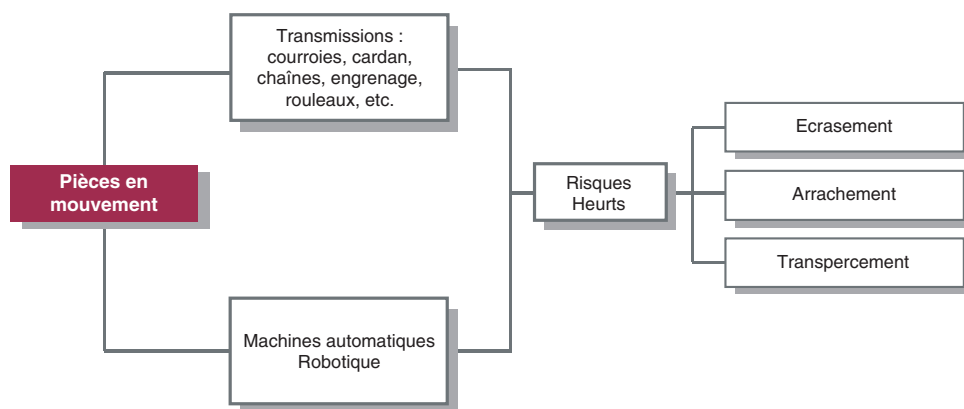 Pièces en
mouvement
Transmissions :
courroies, cardan,
chaînes, engrenage,
rouleaux, etc.
Machines automatiques
Robotique
Risques
Heurts
Ecrasement
Arrachement
Transpercement